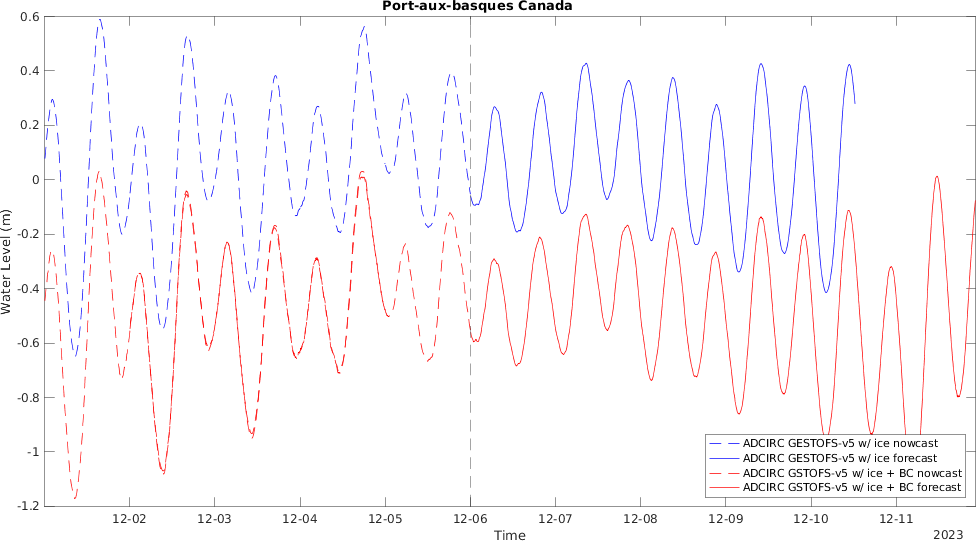 Port-aux-basques Canada
0.6
0.4
0.2
0
-0.2
-0.4
-0.6
-0.8
-1
-1.2
Water Level (m)
12-02 12-03 12-04 12-05 12-06 12-07 12-08 12-09 12-10 12-11
Time
2023
ADCIRC GESTOFS-v5 w/ ice nowcast
ADCIRC GESTOFS-v5 w/ ice forecast
ADCIRC GSTOFS-v5 w/ ice + BC nowcast
ADCIRC GSTOFS-v5 w/ ice + BC forecast